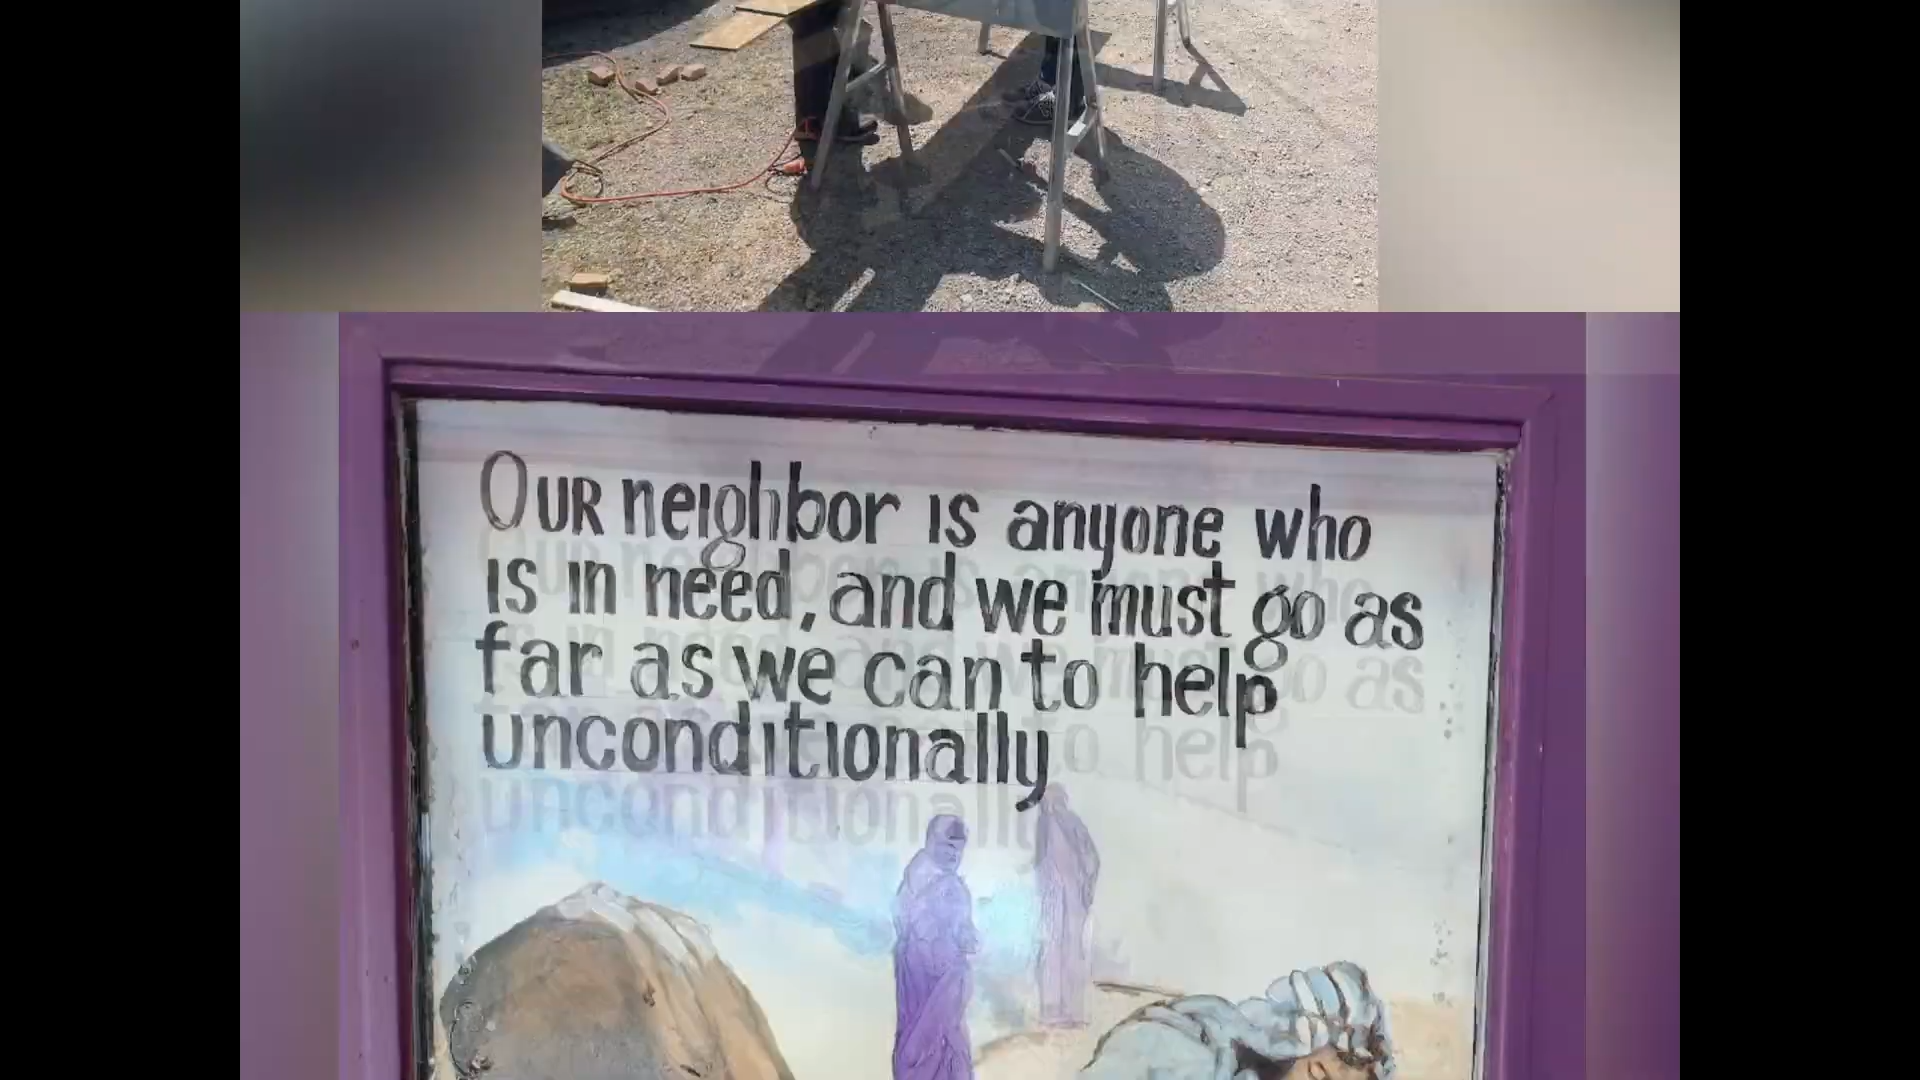 Our neighbor is anyone who
is in need, and we must go as
far as we can to help
unconditionally